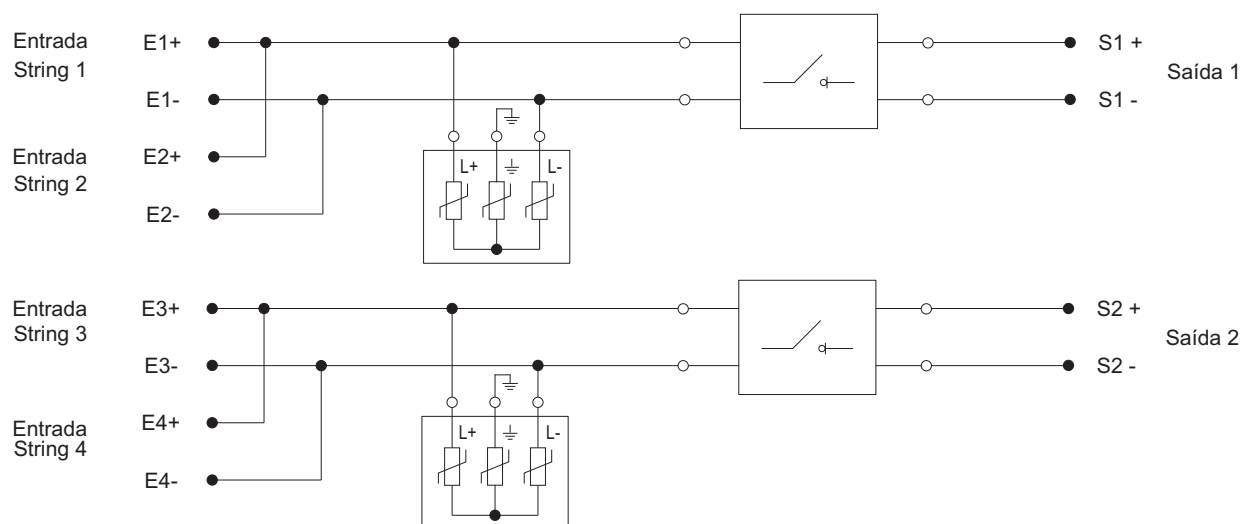 Entrada
String 1
E1+
E1-
Entrada
String 2
E2+
E2-
L+
L-
S1 +
S1 -
Saída 1
Entrada
String 3
E3+
E3-
Entrada
String 4
E4+
E4-
L+
L-
S2 +
S2 -
Saída 2